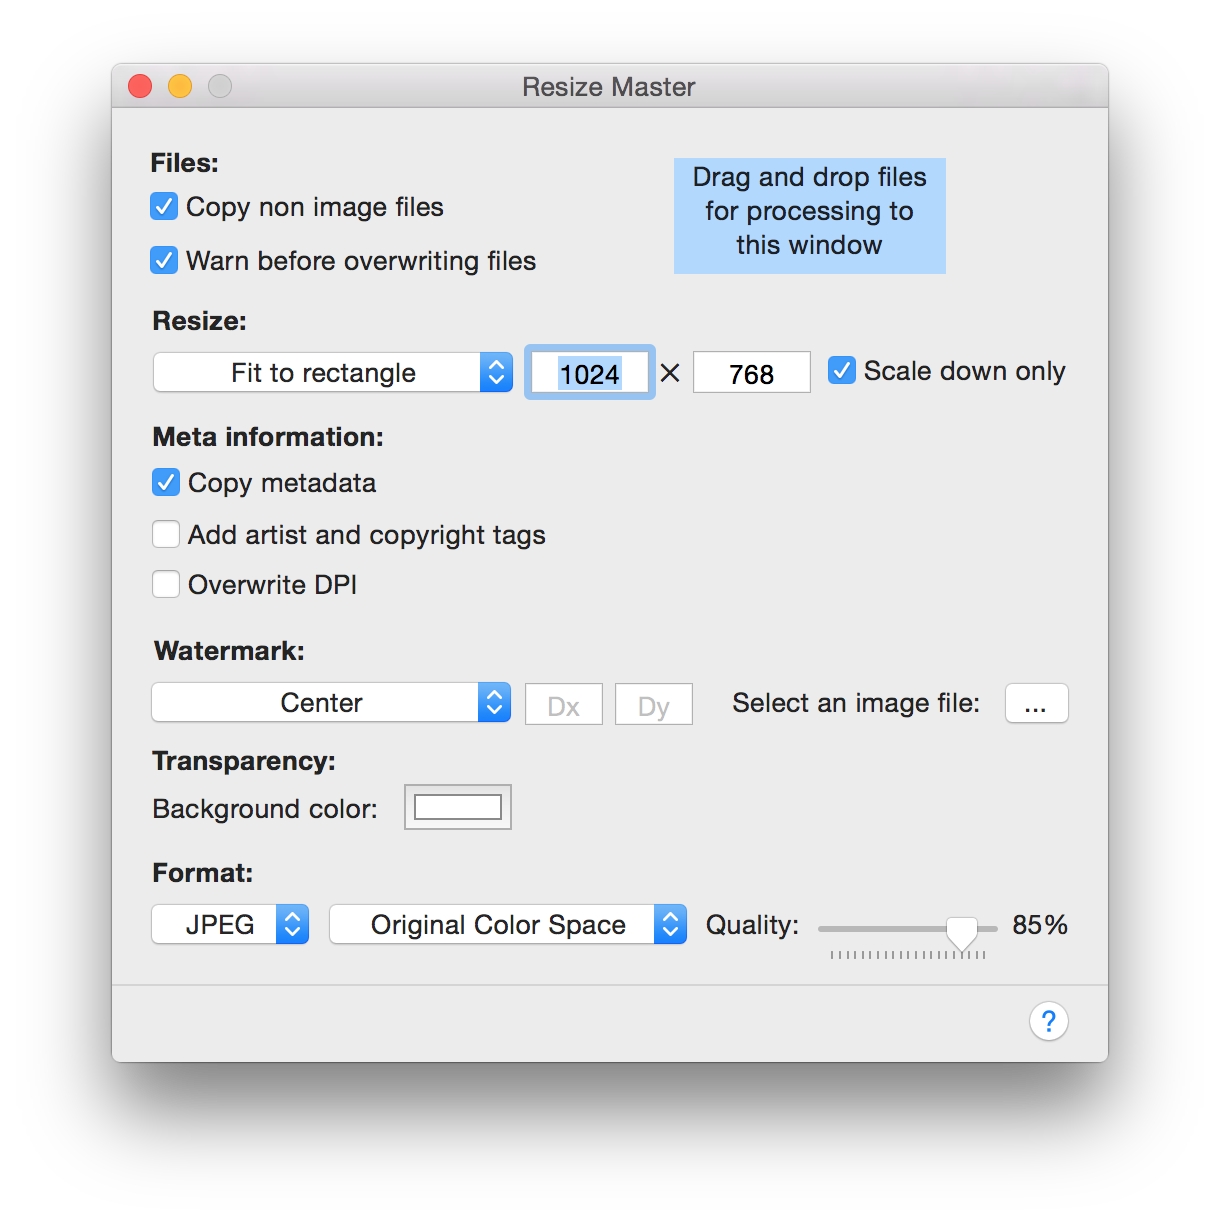 Resize Master
Files:
Copy non image files
Warn before overwriting files
Drag and drop files
for processing to
this window
Resize:
Fit to rectangle 1024 × 768 Scale down only
Meta information:
Copy metadata
Add artist and copyright tags
Overwrite DPI
Watermark:
Center Dx Dy Select an image file: ...
Transparency:
Background color:
Format:
JPEG Original Color Space Quality: 85%
?